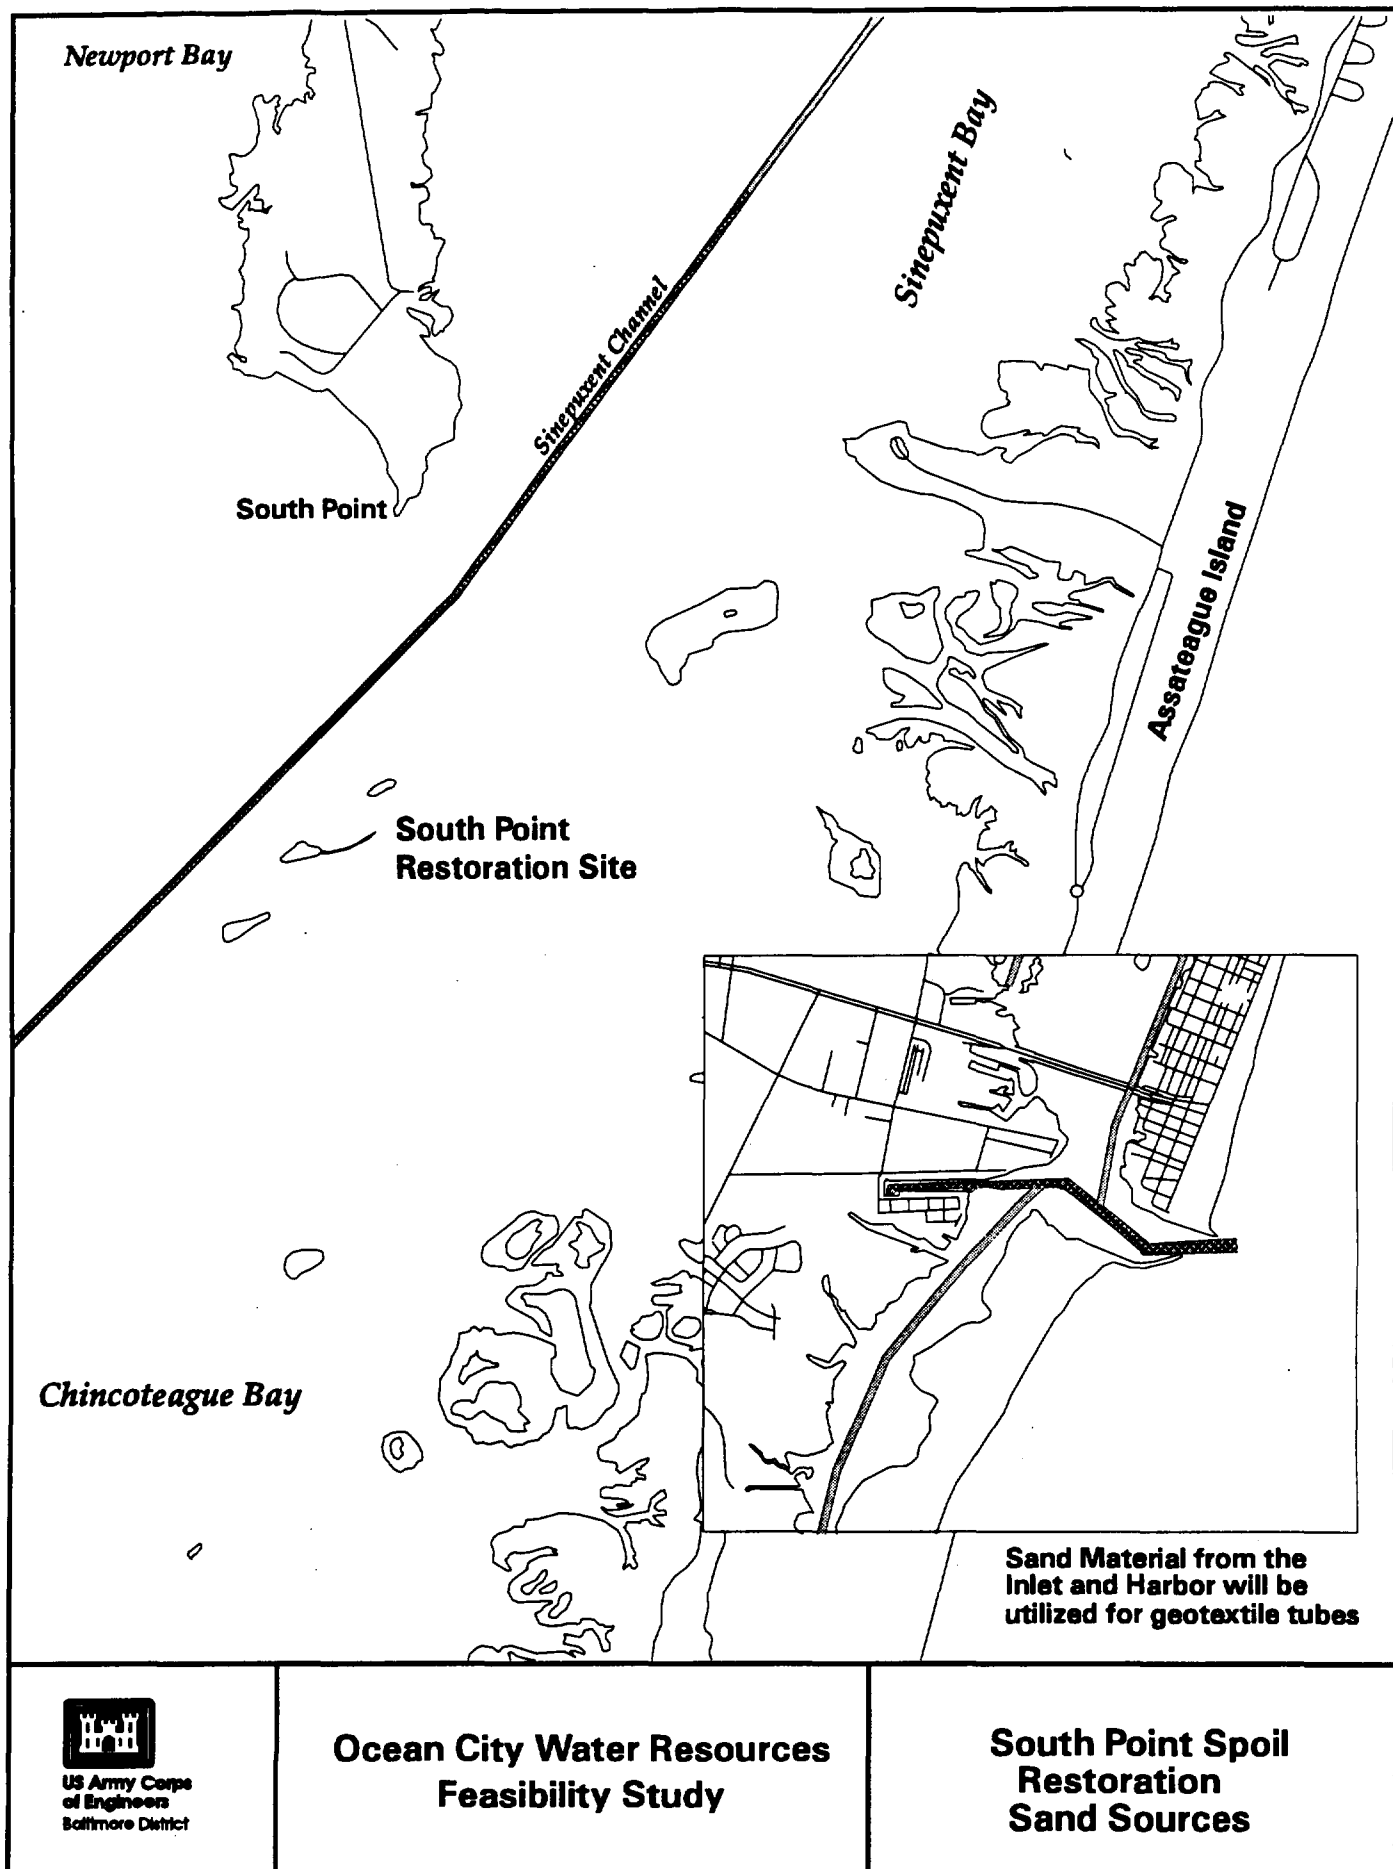 Newport Bay
Sinepuxent Bay
Sinepuxent Channel
South Point
Assateague Island
South Point
Restoration Site
Chincoteague Bay
Sand Material from the
Inlet and Harbor will be
utilized for geotextile tubes
US Army Corps
of Engineers
Baltimore District
Ocean City Water Resources
Feasibility Study
South Point Spoil
Restoration
Sand Sources